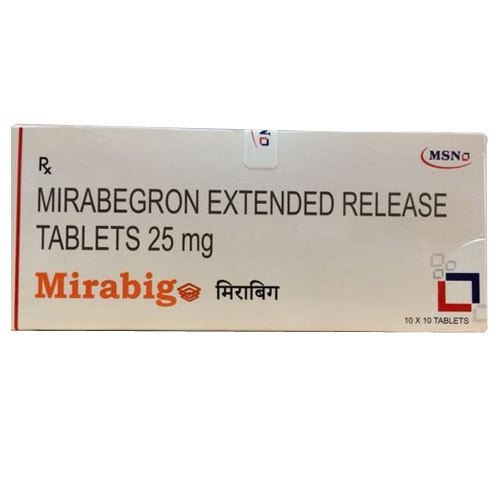 MSN
Rx
MIRABEGRON EXTENDED RELEASE
TABLETS 25 mg
Mirabig मिराबिग
10 X 10 TABLETS